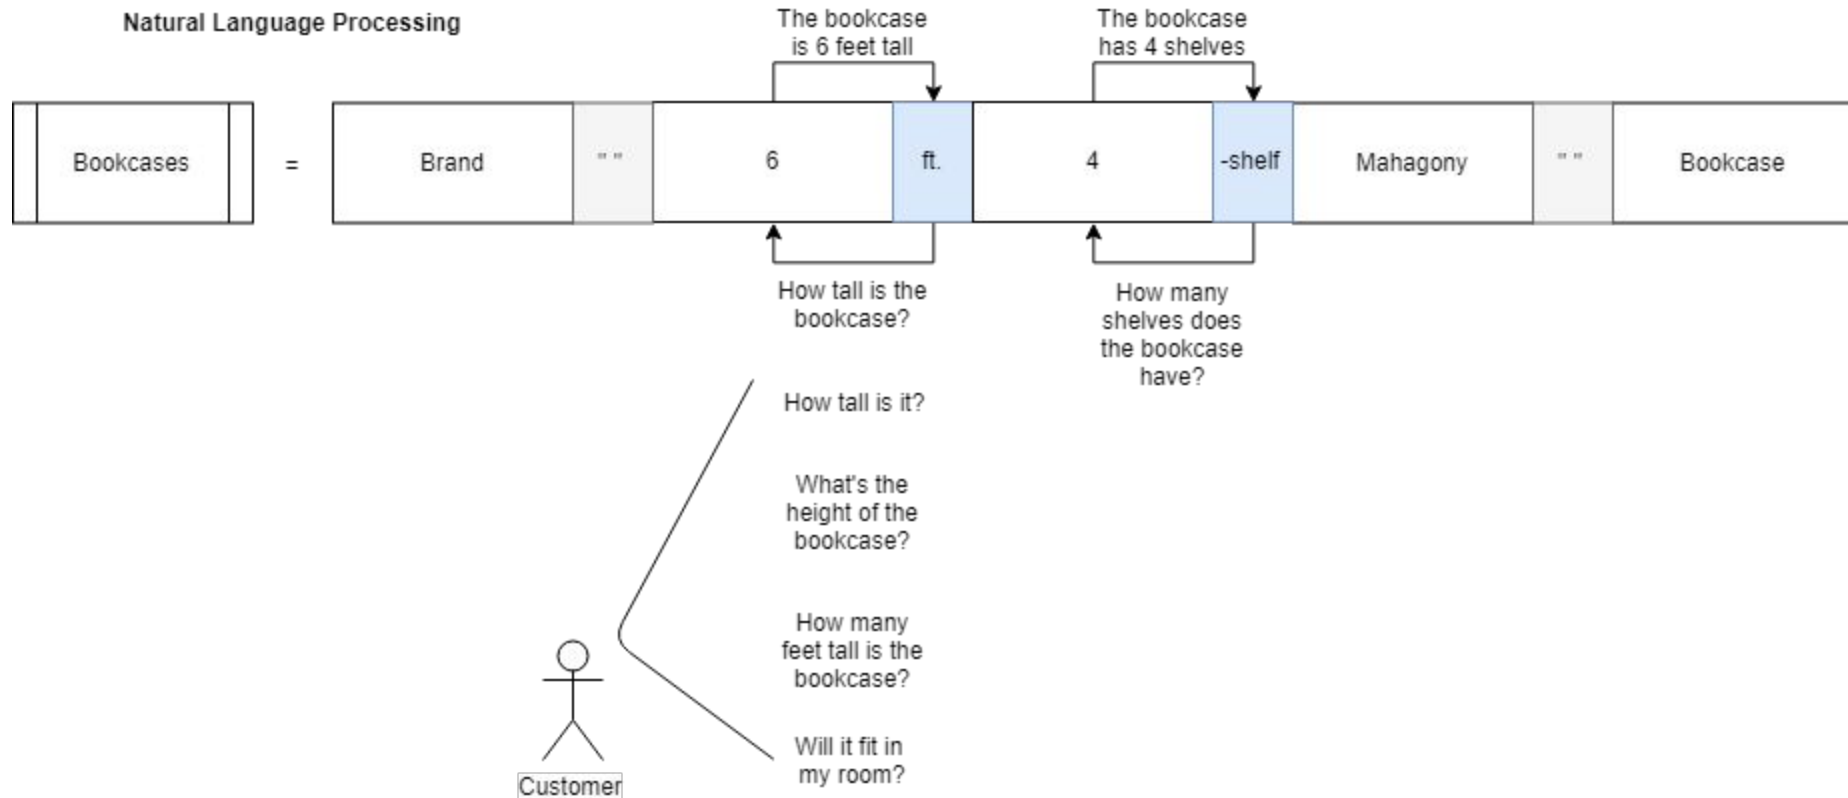 Natural Language Processing
The bookcase
is 6 feet tall
The bookcase
has 4 shelves
Bookcases
=
Brand
" "
6
ft.
4
-shelf
Mahagony
" "
Bookcase
How tall is the
bookcase?
How many
shelves does
the bookcase
have?
How tall is it?
What's the
height of the
bookcase?
How many
feet tall is the
bookcase?
Will it fit in
my room?
Customer